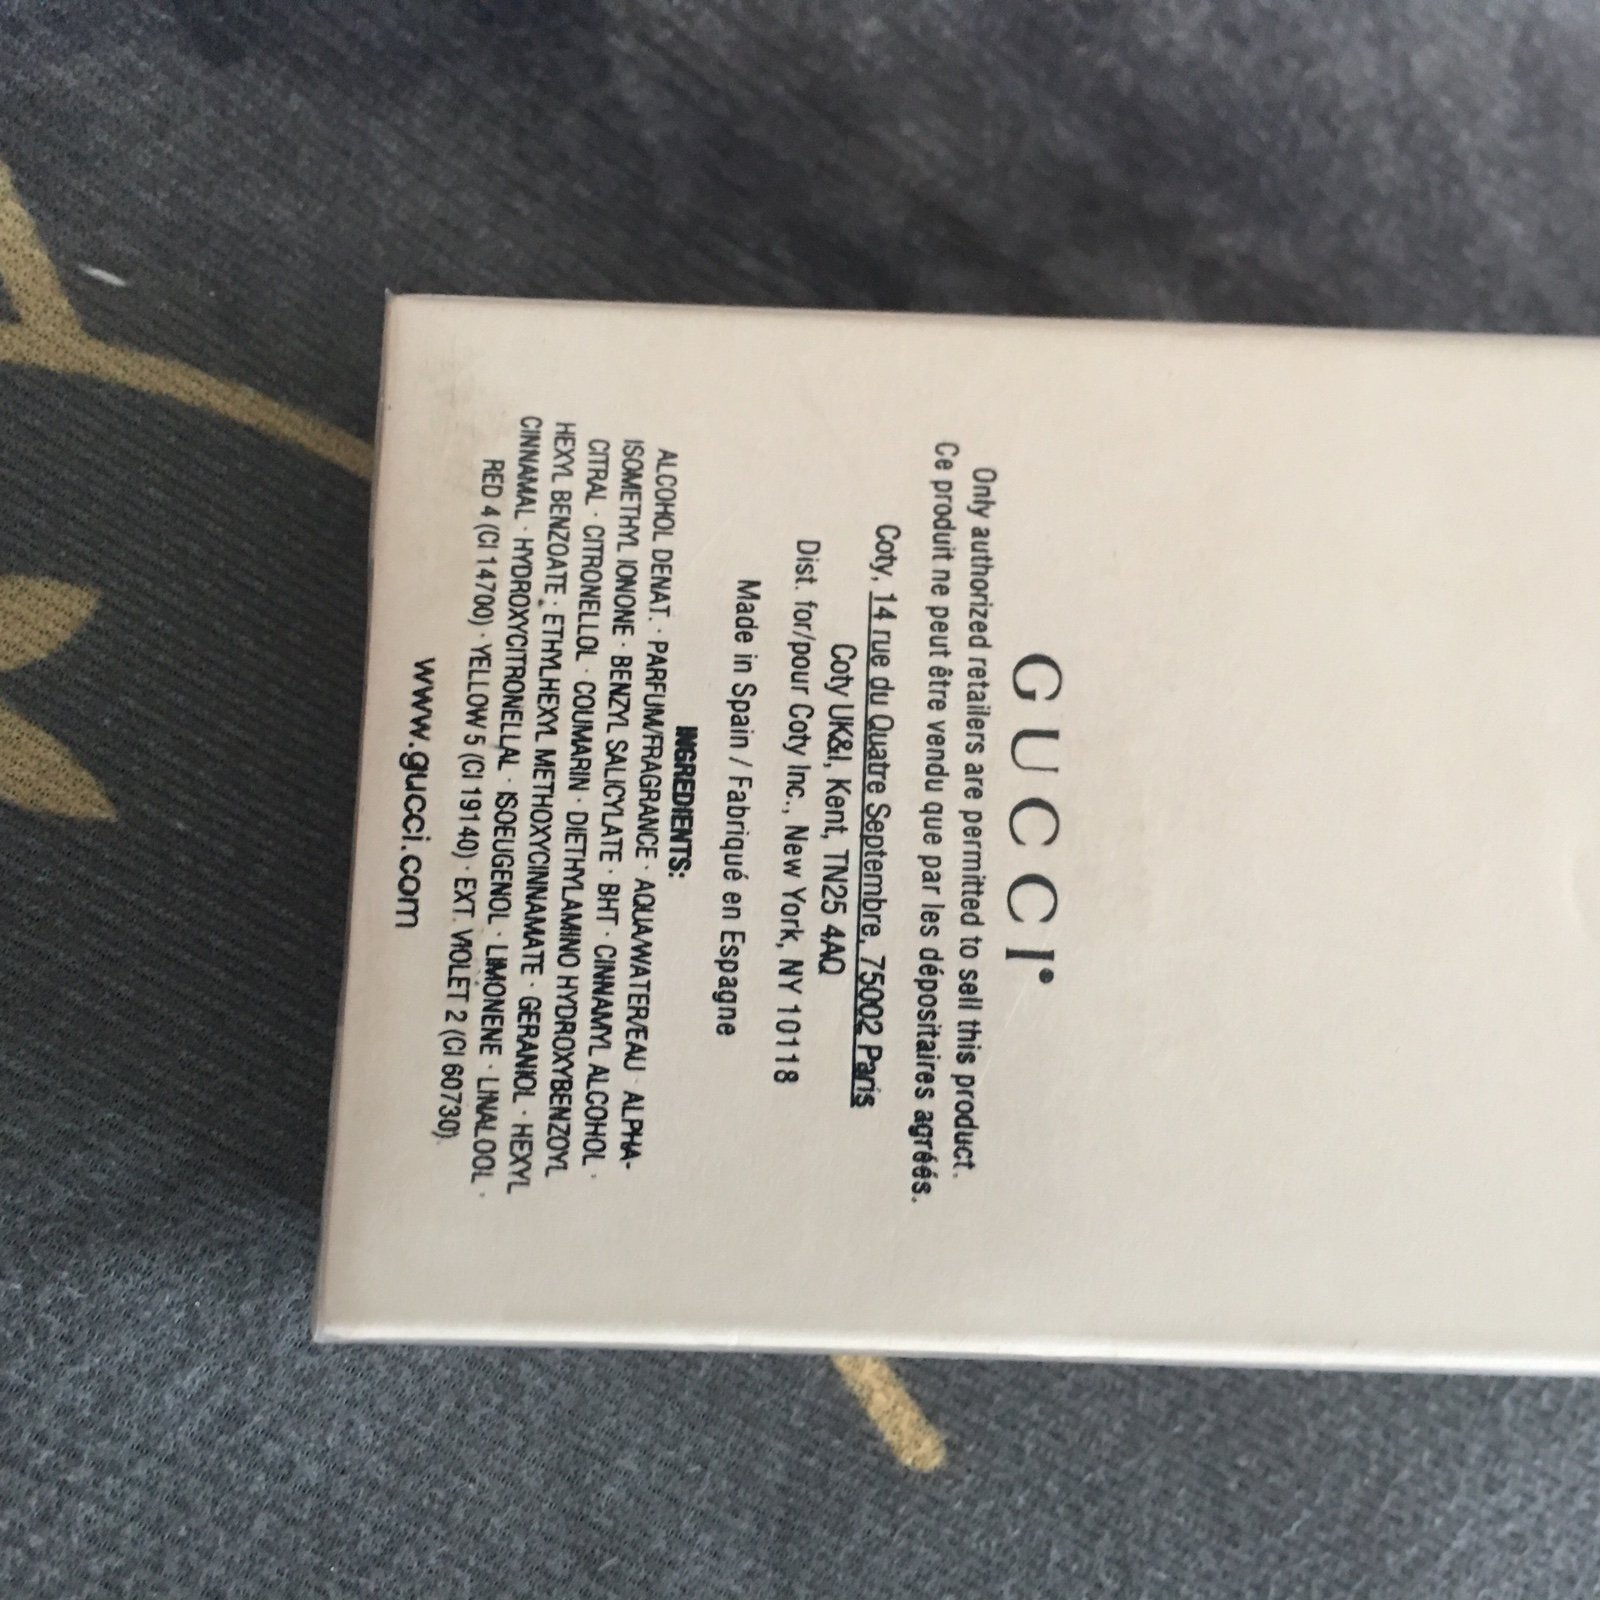 GUCCI
Only authorized retailers are permitted to sell this product.
Ce produit ne peut être vendu que par les dépositaires agréés.
Coty, 14 rue du Quatre Septembre, 75002 Paris
Coty UK&I, Kent, TN25 4AQ
Dist. for/pour Coty Inc., New York, NY 10118
Made in Spain / Fabriqué en Espagne
INGREDIENTS:
ALCOHOL DENAT. · PARFUM/FRAGRANCE · AQUA/WATER/EAU · ALPHA-
ISOMETHYL IONONE · BENZYL SALICYLATE · BHT · CINNAMYL ALCOHOL ·
CITRAL · CITRONELLOL · COUMARIN · DIETHYLAMINO HYDROXYBENZOYL
HEXYL BENZOATE · ETHYLHEXYL METHOXYCINNAMATE · GERANIOL · HEXYL
CINNAMAL · HYDROXYCITRONELLAL · ISOEUGENOL · LIMONENE · LINALOOL ·
RED 4 (CI 14700) · YELLOW 5 (CI 19140) · EXT. VIOLET 2 (CI 60730).
www.gucci.com